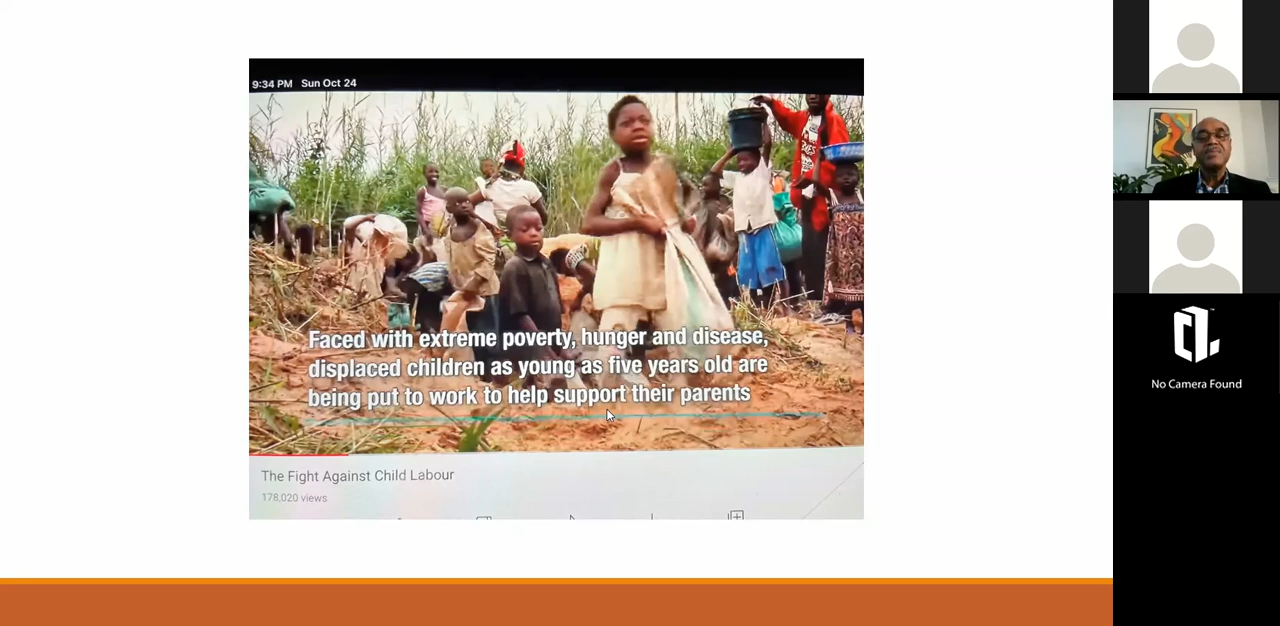 9:34 PM Sun Oct 24
Faced with extreme poverty, hunger and disease,
displaced children as young as five years old are
being put to work to help support their parents
The Fight Against Child Labour
178,020 views
No Camera Found